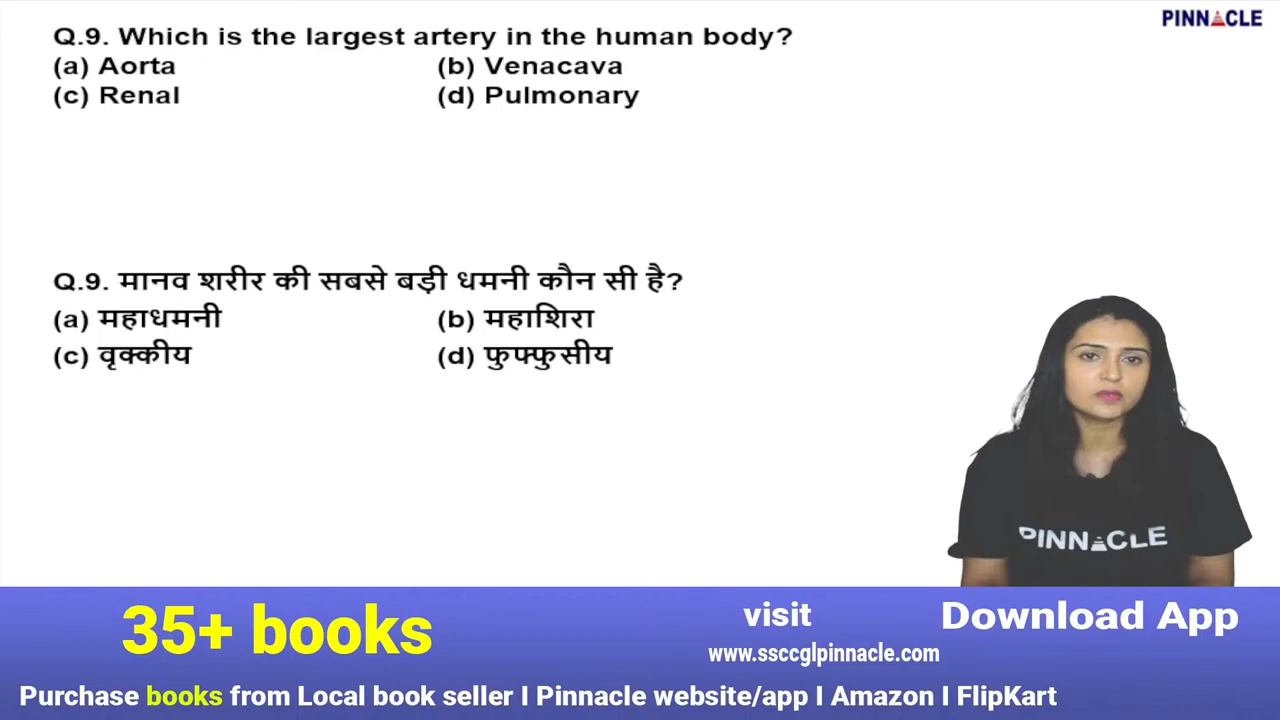 PINNACLE
Q.9. Which is the largest artery in the human body?
(a) Aorta (b) Venacava
(c) Renal (d) Pulmonary
Q.9. मानव शरीर की सबसे बड़ी धमनी कौन सी है?
(a) महाधमनी (b) महाशिरा
(c) वृक्कीय (d) फुफ्फुसीय
PINNACLE
35+ books
visit
www.ssccglpinnacle.com
Download App
Purchase books from Local book seller I Pinnacle website/app I Amazon I FlipKart